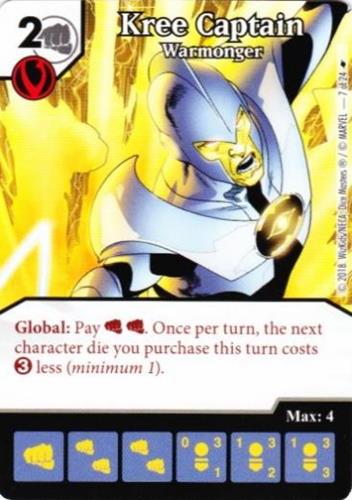 2
Kree Captain
Warmonger
© 2018. WizKids/NECA. Dice Masters ® / © MARVEL — 7 of 24
Global: Pay . Once per turn, the next
character die you purchase this turn costs
3 less (minimum 1).
Max: 4
0 3 1 3 1 3
1 2 3